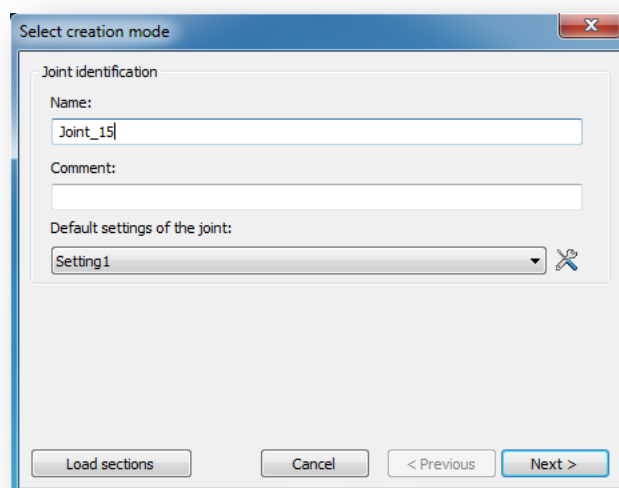 Select creation mode
Joint identification
Name:
Joint_15
Comment:
Default settings of the joint:
Setting1
Load sections Cancel < Previous Next >